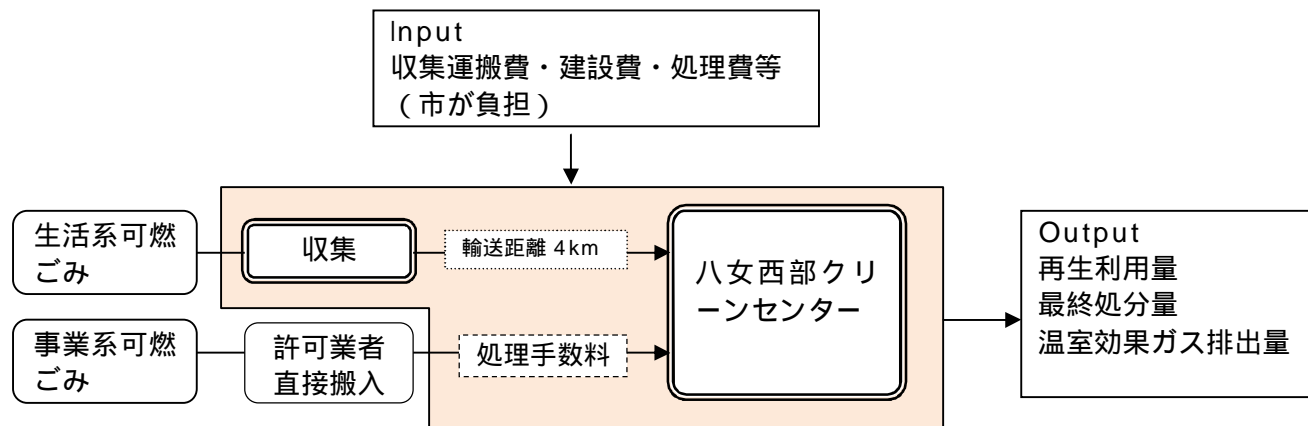 Input
収集運搬費・建設費・処理費等
（市が負担）
生活系可燃
ごみ
収集
輸送距離 4km
八女西部クリ
ーンセンター
事業系可燃
ごみ
許可業者
直接搬入
処理手数料
Output
再生利用量
最終処分量
温室効果ガス排出量